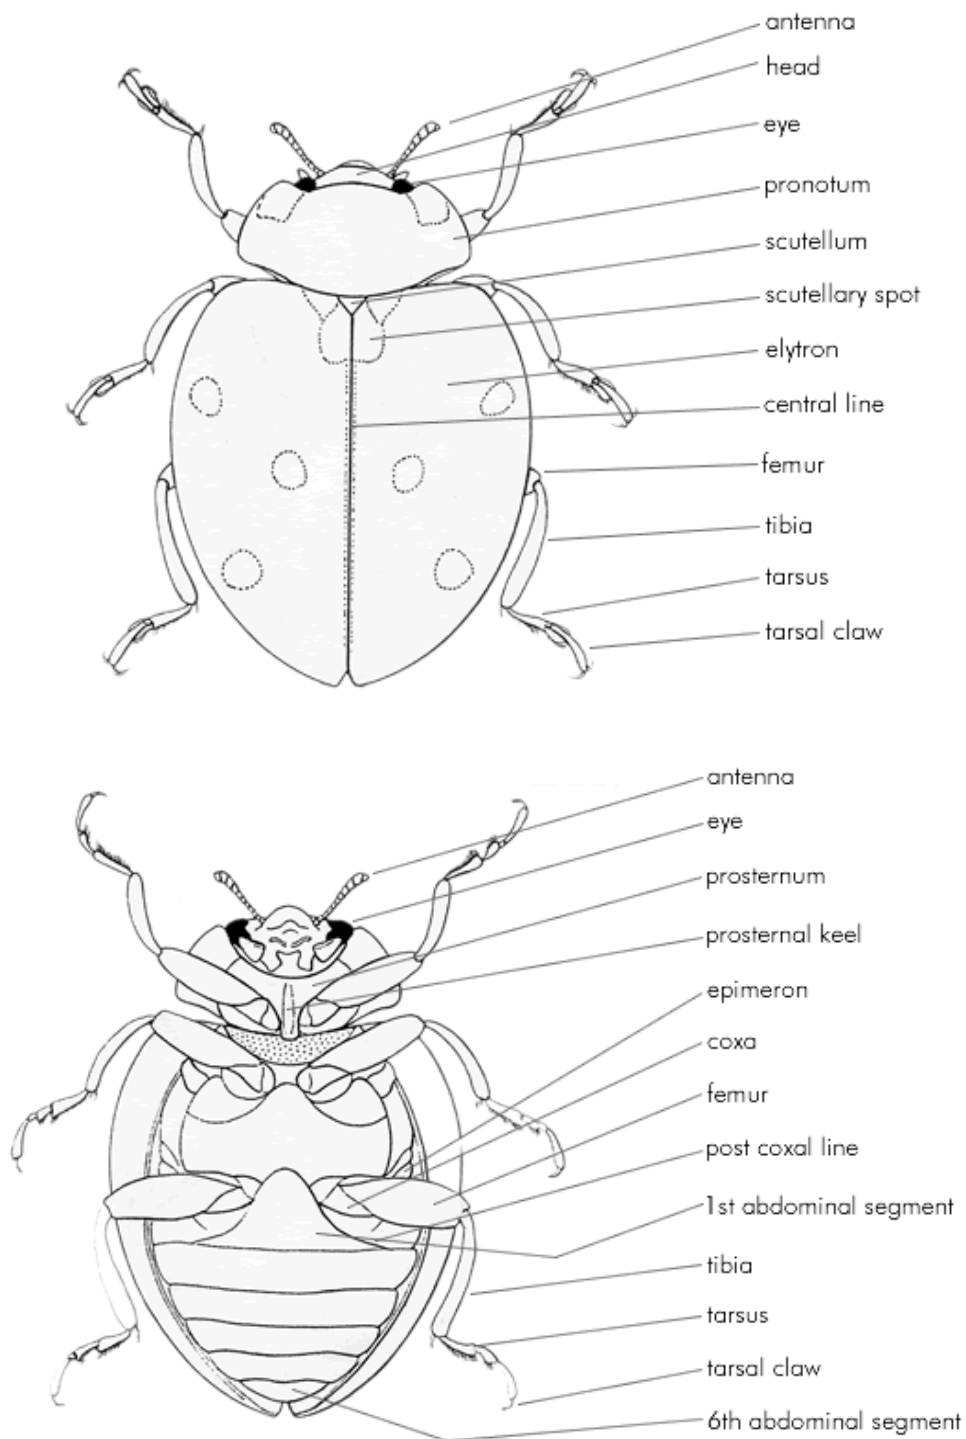 antenna
head
eye
pronotum
scutellum
scutellary spot
elytron
central line
femur
tibia
tarsus
tarsal claw
antenna
eye
prosternum
prosternal keel
epimeron
coxa
femur
post coxal line
1st abdominal segment
tibia
tarsus
tarsal claw
6th abdominal segment